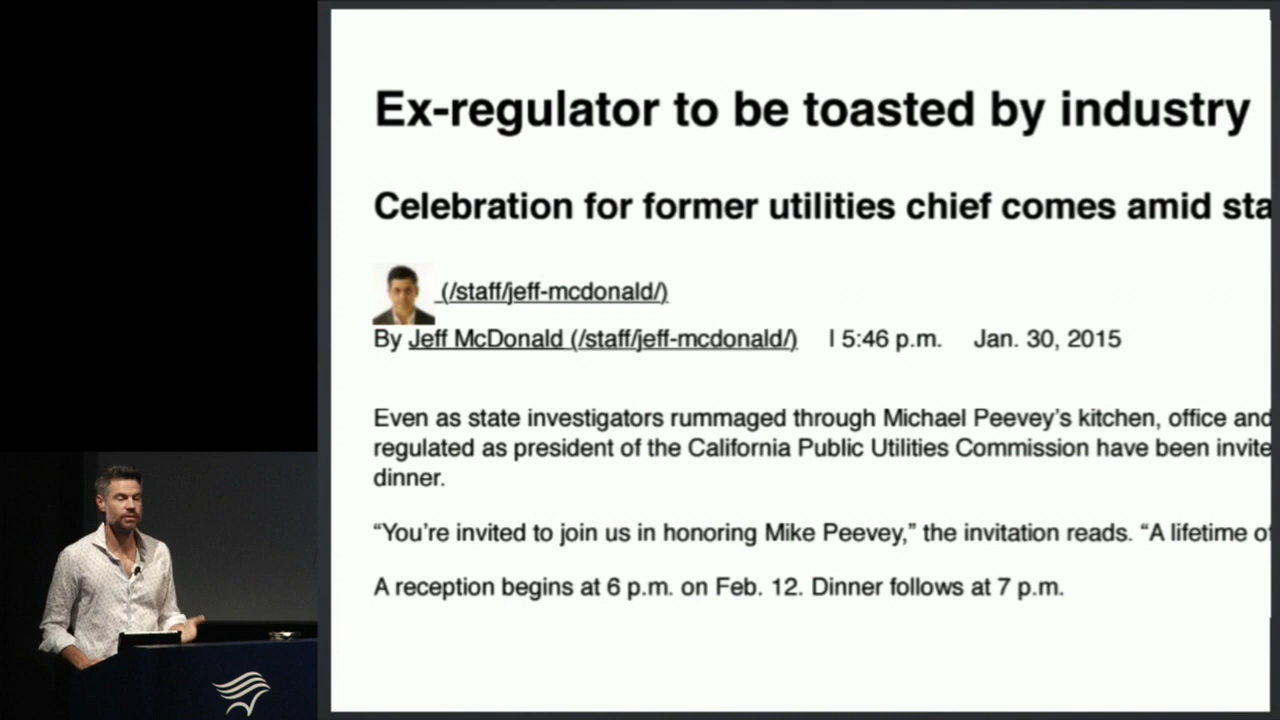 Ex-regulator to be toasted by industry
Celebration for former utilities chief comes amid sta
(/staff/jeff-mcdonald/)
By Jeff McDonald (/staff/jeff-mcdonald/) | 5:46 p.m. Jan. 30, 2015
Even as state investigators rummaged through Michael Peevey’s kitchen, office and
regulated as president of the California Public Utilities Commission have been invite
dinner.
“You’re invited to join us in honoring Mike Peevey,” the invitation reads. “A lifetime of
A reception begins at 6 p.m. on Feb. 12. Dinner follows at 7 p.m.